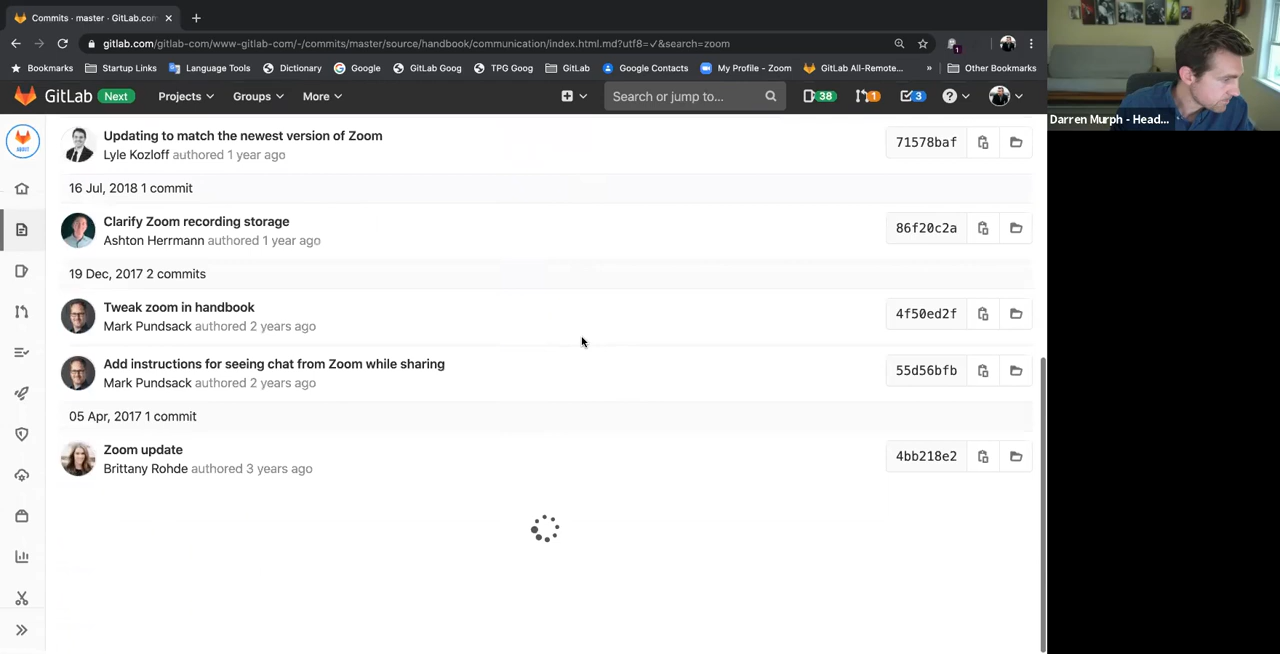 Commits · master · GitLab.com
gitlab.com/gitlab-com/www-gitlab-com/-/commits/master/source/handbook/communication/index.html.md?utf8=✓&search=zoom
1
Bookmarks Startup Links Language Tools Dictionary Google GitLab Goog TPG Goog GitLab Google Contacts My Profile - Zoom GitLab All-Remote... » Other Bookmarks
GitLab Next Projects Groups More Search or jump to... 38 1 3
Darren Murph - Head...
ABOUT
Updating to match the newest version of Zoom
Lyle Kozloff authored 1 year ago
71578baf
16 Jul, 2018 1 commit
Clarify Zoom recording storage
Ashton Herrmann authored 1 year ago
86f20c2a
19 Dec, 2017 2 commits
Tweak zoom in handbook
Mark Pundsack authored 2 years ago
4f50ed2f
Add instructions for seeing chat from Zoom while sharing
Mark Pundsack authored 2 years ago
55d56bfb
05 Apr, 2017 1 commit
Zoom update
Brittany Rohde authored 3 years ago
4bb218e2